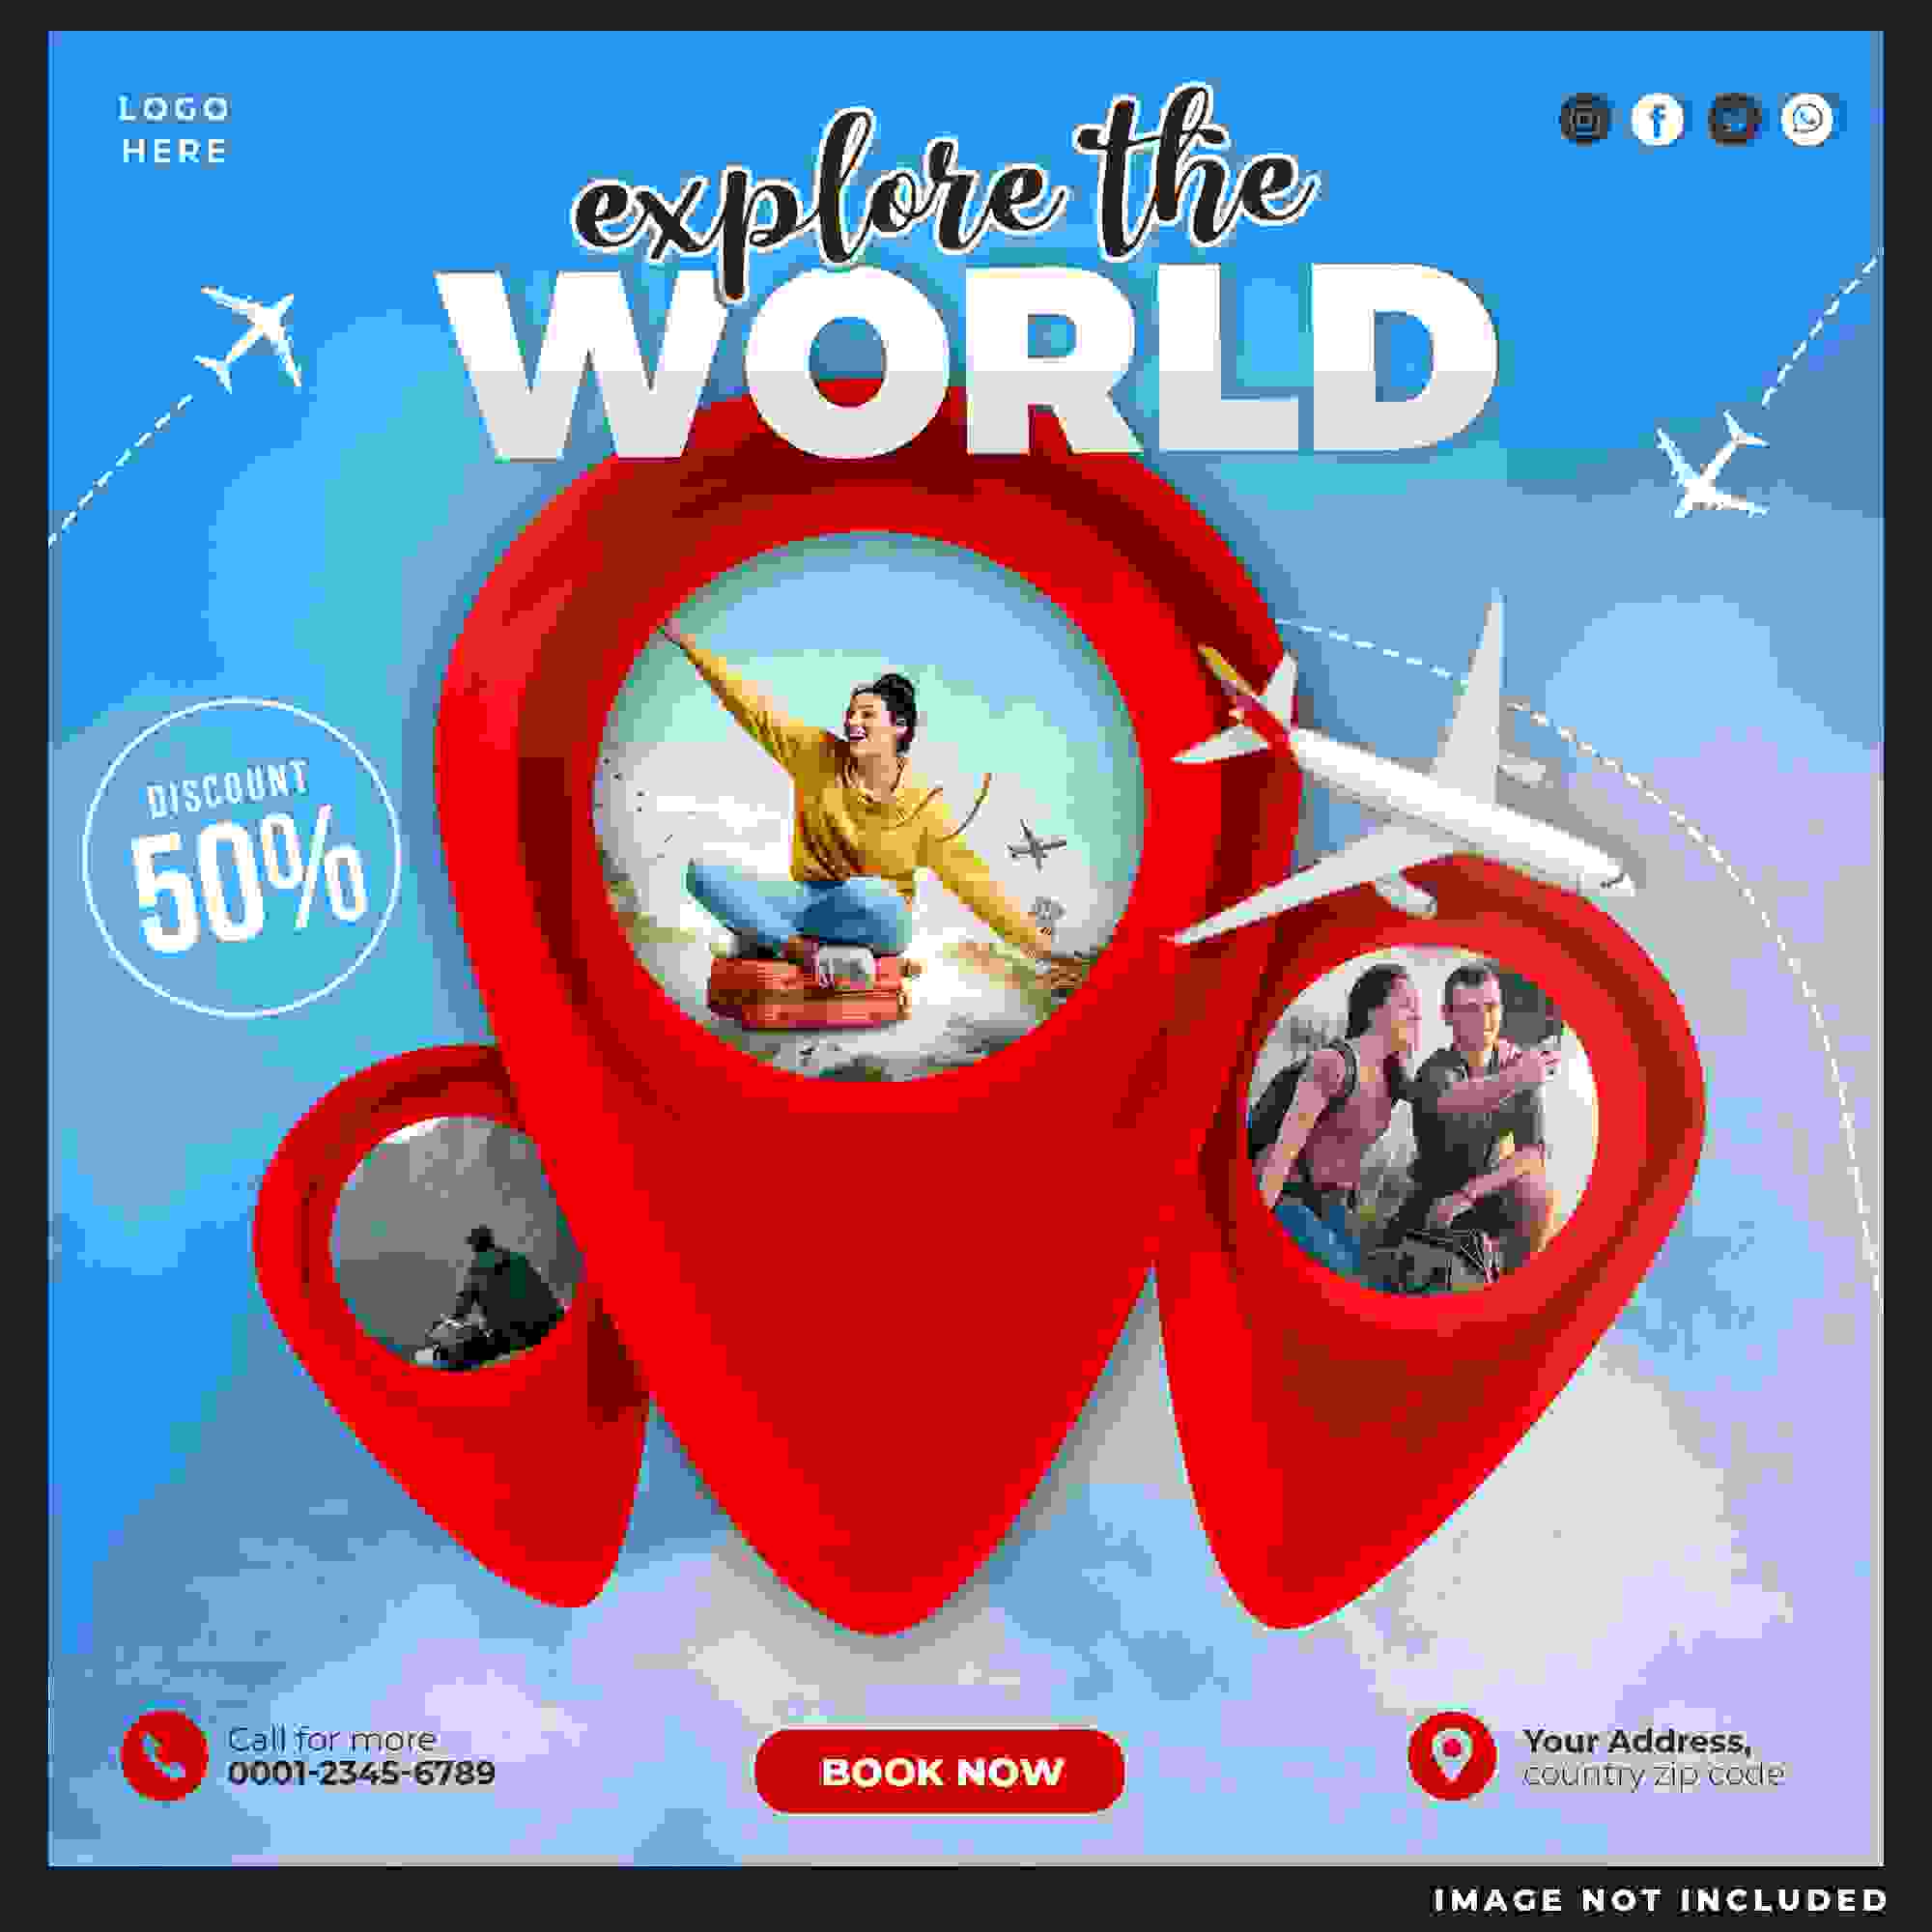 LOGO
HERE
explore the
WORLD
DISCOUNT
50%
Call for more
0001-2345-6789
BOOK NOW
Your Address,
country zip code
IMAGE NOT INCLUDED